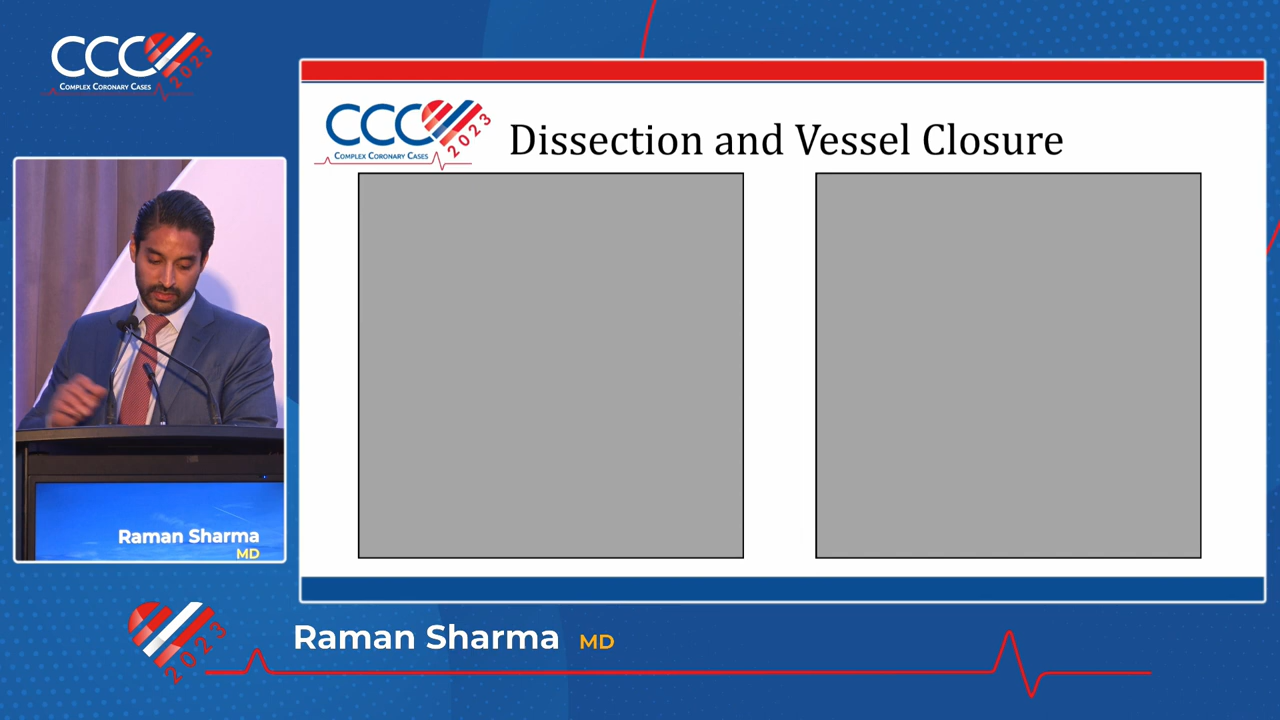 CCC
2023
COMPLEX CORONARY CASES
CCC
2023
COMPLEX CORONARY CASES
Dissection and Vessel Closure
Raman Sharma
MD
2023
Raman Sharma MD